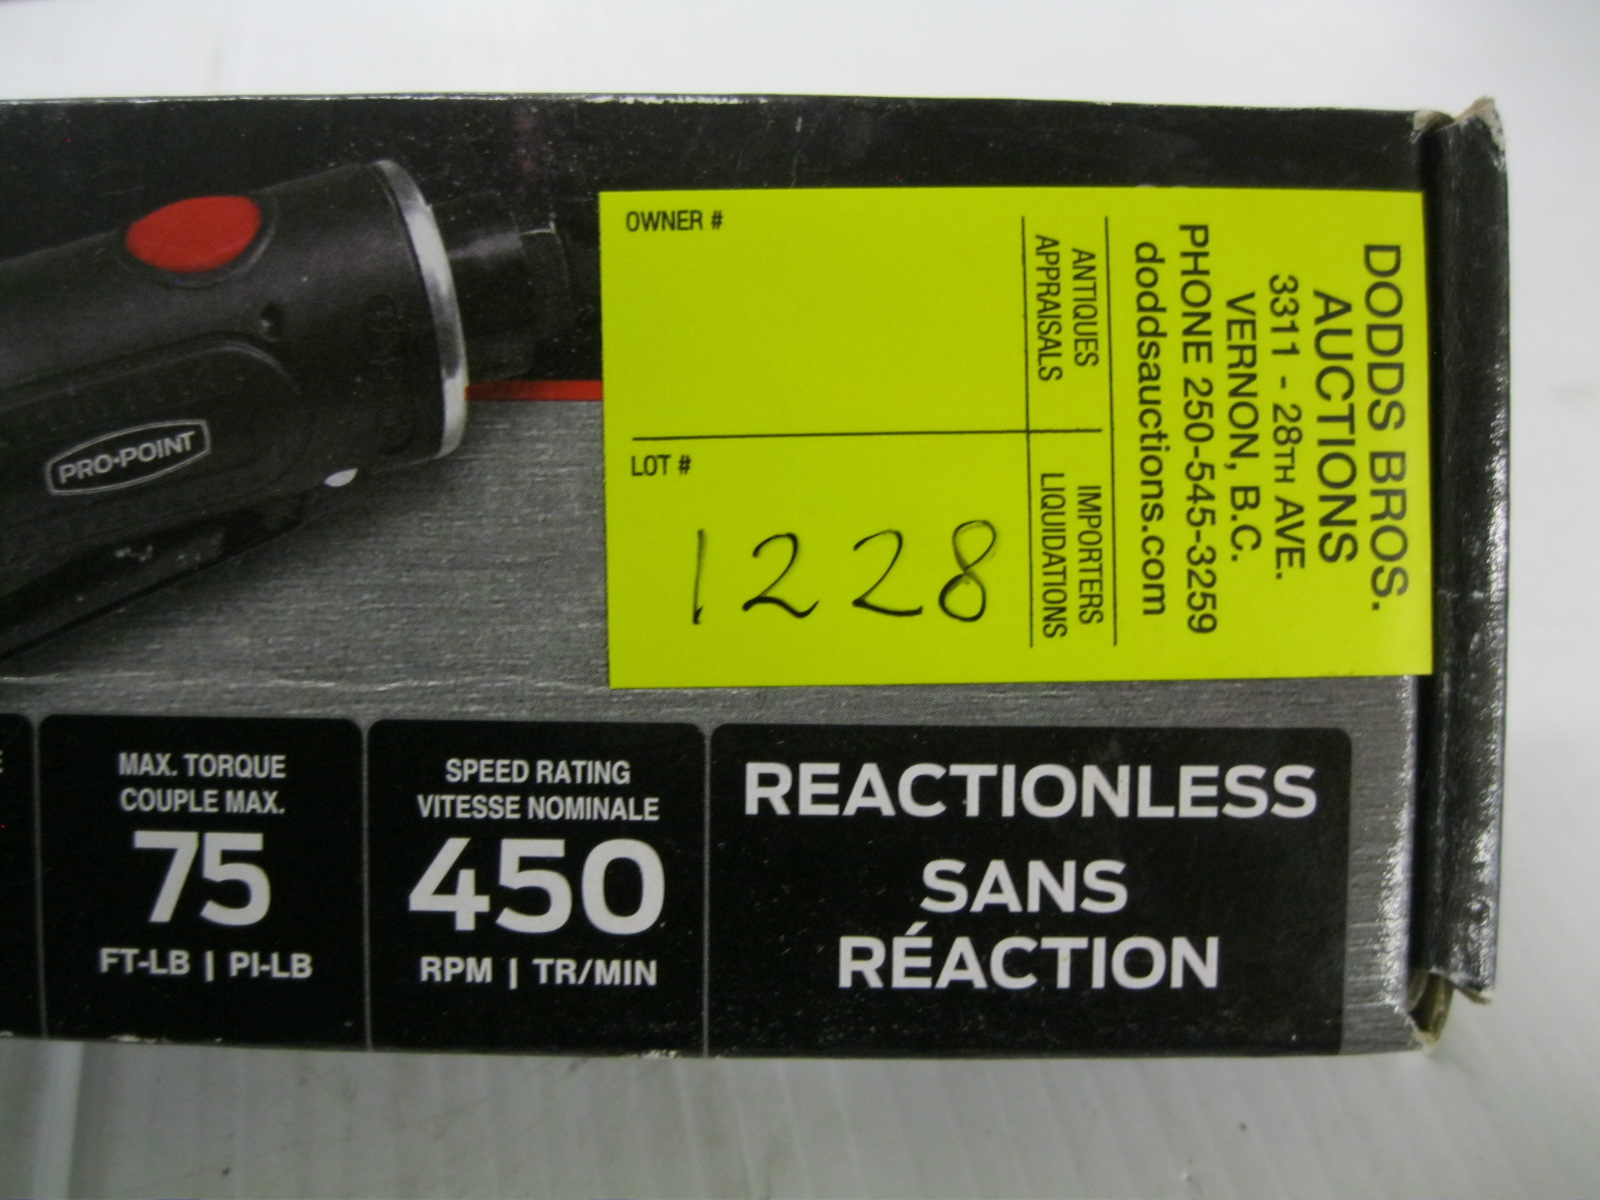 PRO·POINT
OWNER #
LOT #
1228
ANTIQUES
APPRAISALS
IMPORTERS
LIQUIDATIONS
DODDS BROS.
AUCTIONS
3311 - 28TH AVE.
VERNON, B.C.
PHONE 250-545-3259
doddsauctions.com
MAX. TORQUE
COUPLE MAX.
75
FT-LB | PI-LB
SPEED RATING
VITESSE NOMINALE
450
RPM | TR/MIN
REACTIONLESS
SANS
RÉACTION